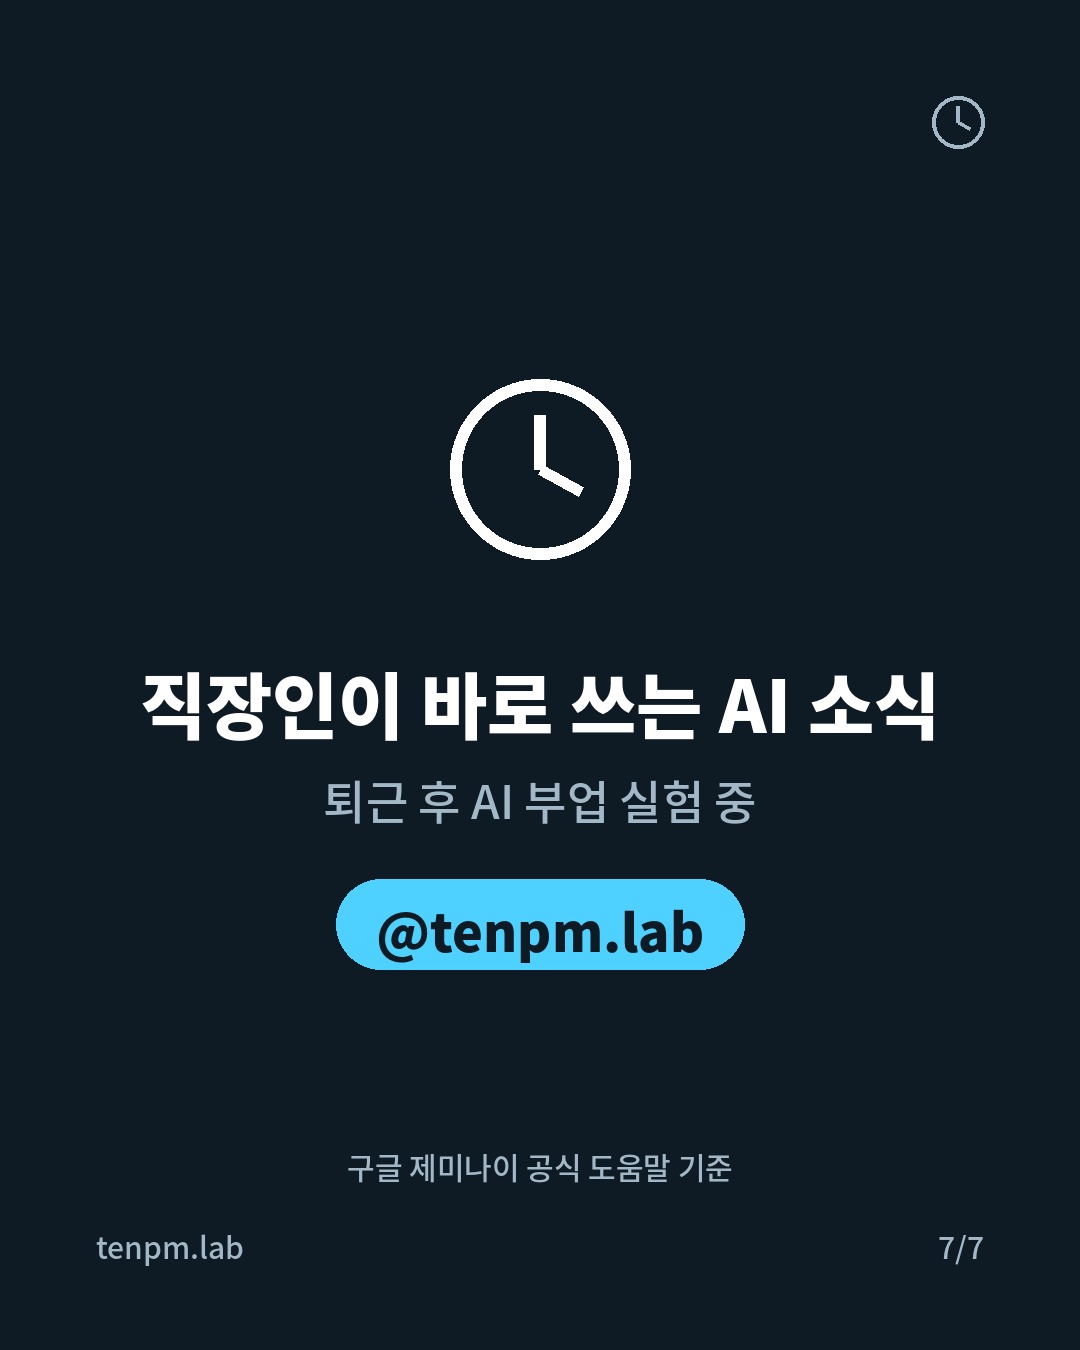 직장인이 바로 쓰는 AI 소식
퇴근 후 AI 부업 실험 중
@tenpm.lab
구글 제미나이 공식 도움말 기준
tenpm.lab
7/7